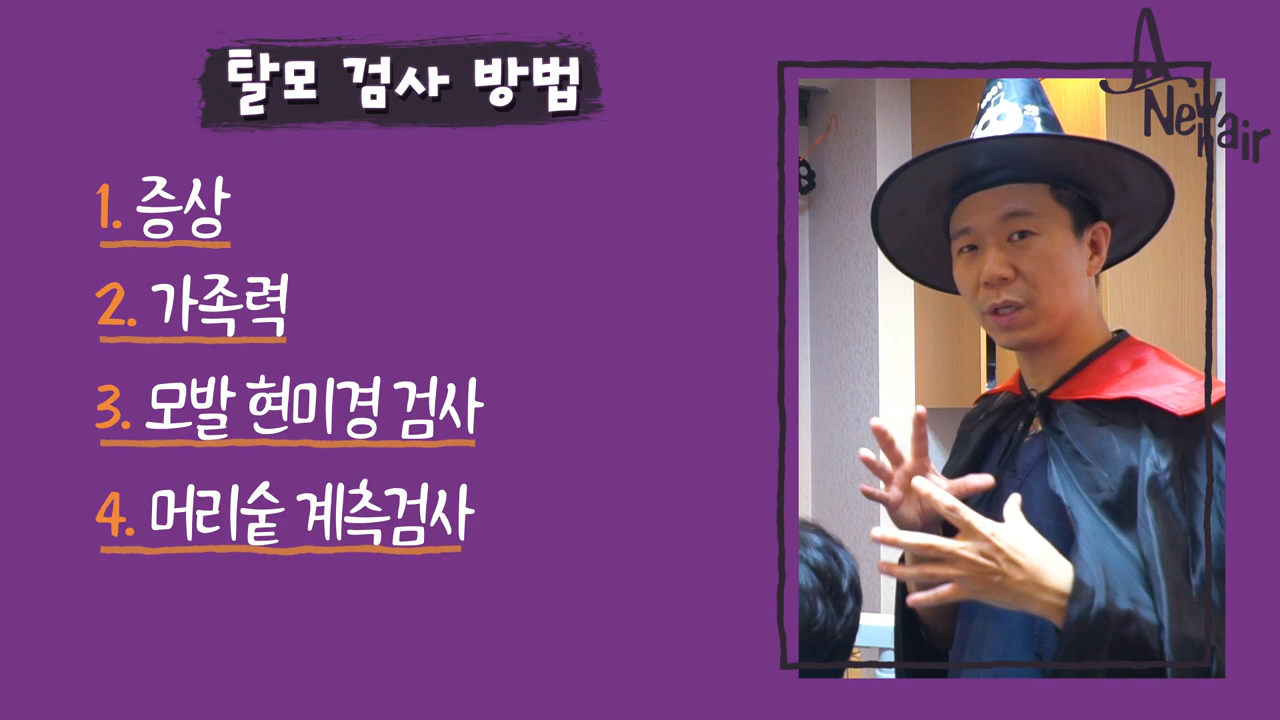 탈모 검사 방법
1. 증상
2. 가족력
3. 모발 현미경 검사
4. 머리숱 계측검사
A
New
hair